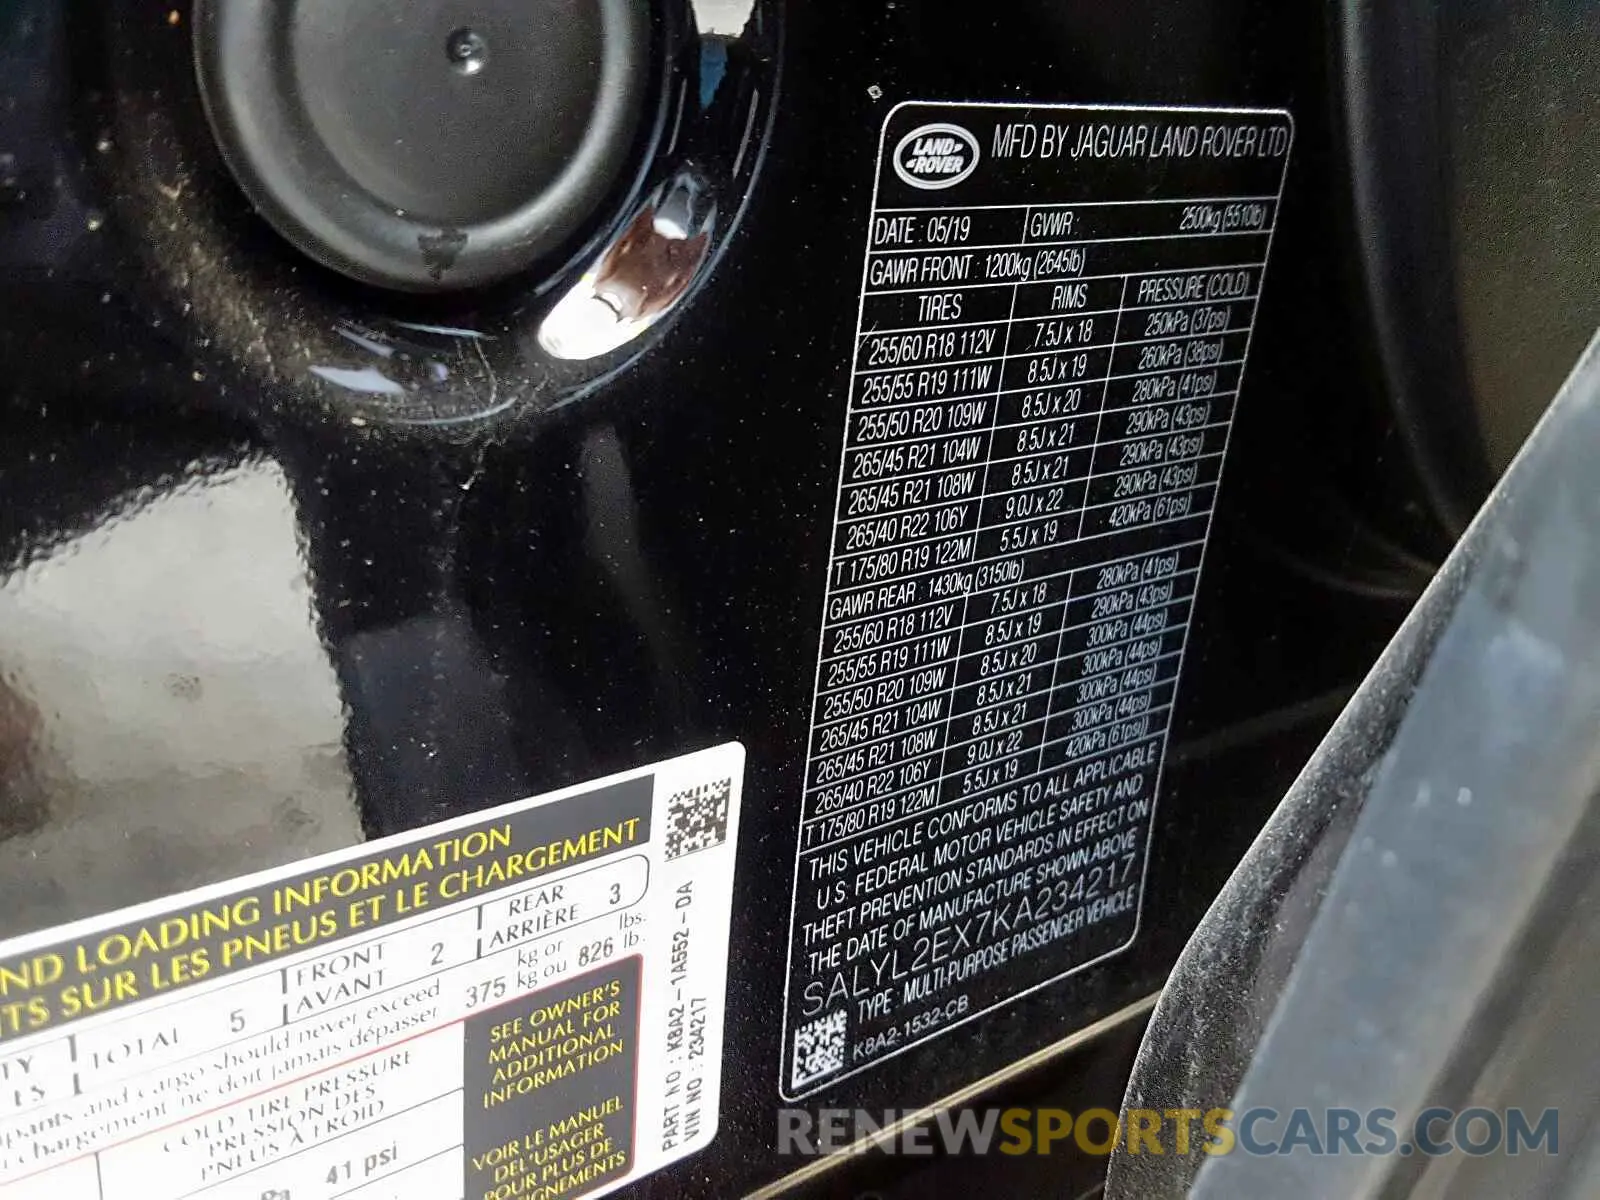 LAND ROVER
MFD BY JAGUAR LAND ROVER LTD
DATE : 05/19 GVWR : 2500kg (5510lb)
GAWR FRONT : 1200kg (2645lb)
TIRES RIMS PRESSURE (COLD)
255/60 R18 112V 7.5J x 18 250kPa (37psi)
255/55 R19 111W 8.5J x 19 260kPa (38psi)
255/50 R20 109W 8.5J x 20 280kPa (41psi)
265/45 R21 104W 8.5J x 21 290kPa (43psi)
265/45 R21 108W 8.5J x 21 290kPa (43psi)
265/40 R22 106Y 9.0J x 22 290kPa (43psi)
T 175/80 R19 122M 5.5J x 19 420kPa (61psi)
GAWR REAR : 1430kg (3150lb)
255/60 R18 112V 7.5J x 18 280kPa (41psi)
255/55 R19 111W 8.5J x 19 290kPa (43psi)
255/50 R20 109W 8.5J x 20 300kPa (44psi)
265/45 R21 104W 8.5J x 21 300kPa (44psi)
265/45 R21 108W 8.5J x 21 300kPa (44psi)
265/40 R22 106Y 9.0J x 22 300kPa (44psi)
T 175/80 R19 122M 5.5J x 19 420kPa (61psi)
THIS VEHICLE CONFORMS TO ALL APPLICABLE
U.S. FEDERAL MOTOR VEHICLE SAFETY AND
THEFT PREVENTION STANDARDS IN EFFECT ON
THE DATE OF MANUFACTURE SHOWN ABOVE
SALYL2EX7KA234217
TYPE : MULTI-PURPOSE PASSENGER VEHICLE
K8A2-1532-CB
ND LOADING INFORMATION
TS SUR LES PNEUS ET LE CHARGEMENT
TY TOTAL 5 FRONT 2 REAR 3
ES AVANT ARRIÈRE
pants and cargo should never exceed 375 kg or 826 lbs.
chargement ne doit jamais dépasser kg ou lb.
COLD TIRE PRESSURE
PRESSION DES
PNEUS À FROID
Pa 41 psi
SEE OWNER'S
MANUAL FOR
ADDITIONAL
INFORMATION
VOIR LE MANUEL
DE L'USAGER
POUR PLUS DE
IGNEMENTS
PART NO : K8A2-1A552-DA
VIN NO : 234217
RENEWSPORTSCARS.COM